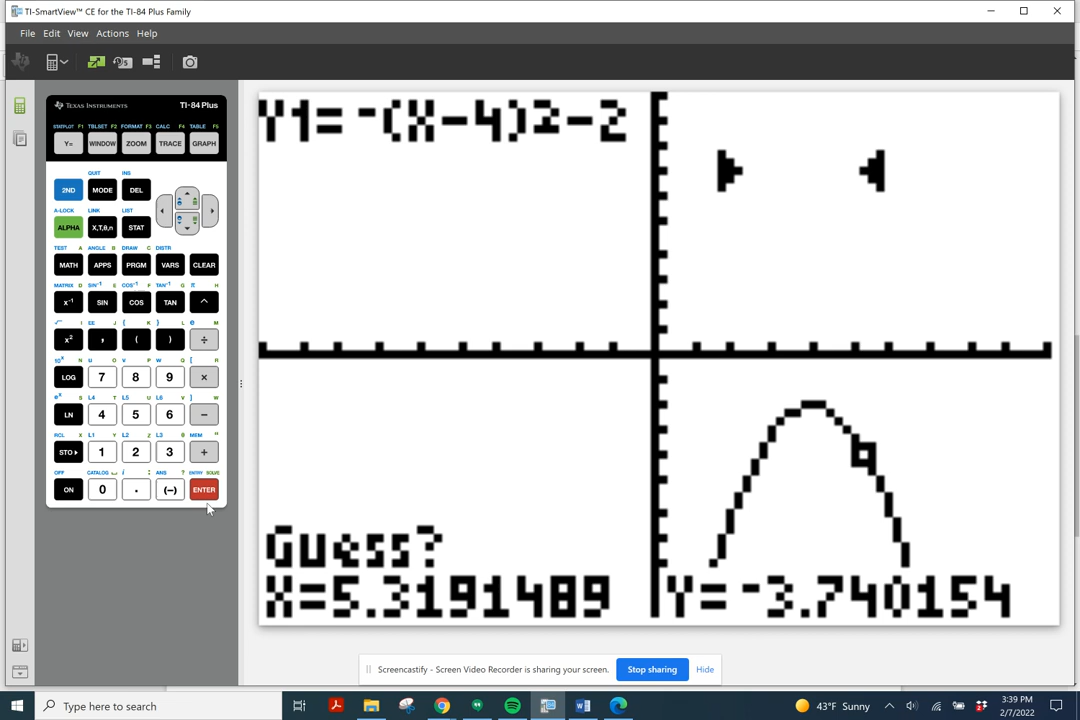 TI-SmartView™ CE for the TI-84 Plus Family
File Edit View Actions Help
TEXAS INSTRUMENTS TI-84 Plus
STATPLOT F1 TBLSET F2 FORMAT F3 CALC F4 TABLE F5
Y= WINDOW ZOOM TRACE GRAPH
QUIT INS
2ND MODE DEL
A-LOCK LINK LIST
ALPHA X,T,θ,n STAT
TEST A ANGLE B DRAW C DISTR
MATH APPS PRGM VARS CLEAR
MATRIX D SIN⁻¹ E COS⁻¹ F TAN⁻¹ G π H
x⁻¹ SIN COS TAN ^
√ I EE J { K } L e M
x² , ( ) ÷
10ˣ N u O v P w Q [ R
LOG 7 8 9 ×
eˣ S L4 T L5 U L6 V ] W
LN 4 5 6 −
RCL X L1 Y L2 Z L3 θ MEM "
STO▶ 1 2 3 +
OFF CATALOG ␣ i : ANS ? ENTRY SOLVE
ON 0 . (−) ENTER
Y1=-(X-4)²-2
Guess?
X=5.3191489 Y=-3.740154
Screencastify - Screen Video Recorder is sharing your screen. Stop sharing Hide
Type here to search
43°F Sunny
3:39 PM
2/7/2022